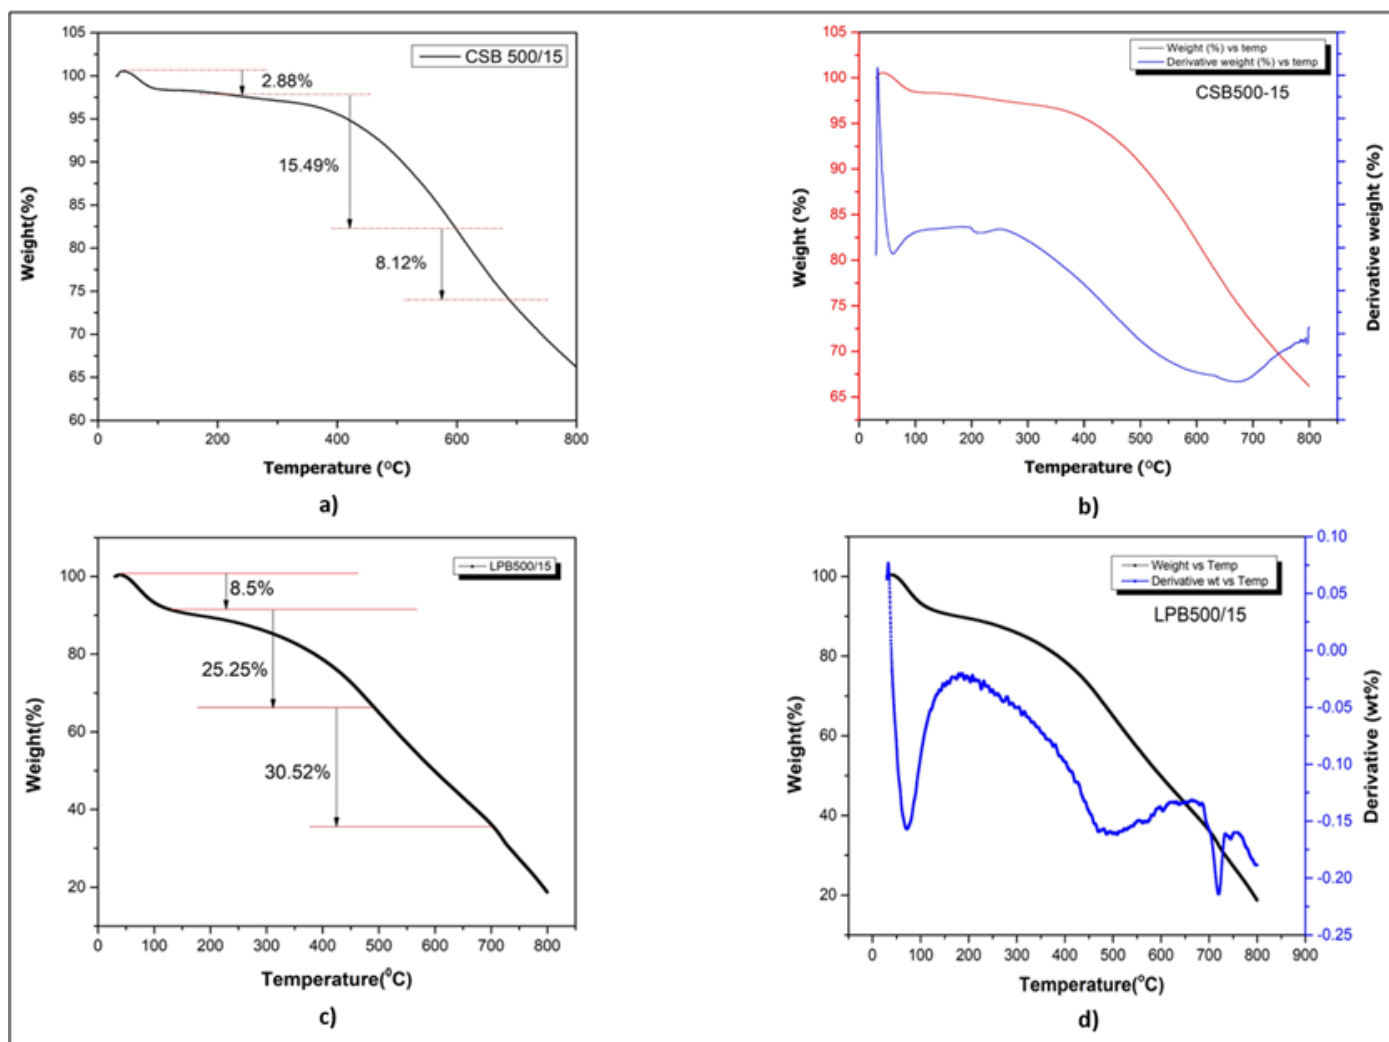 105
100
95
90
85
80
75
70
65
60
Weight(%)
CSB 500/15
2.88%
15.49%
8.12%
0 200 400 600 800
Temperature (°C)
a)
105
100
95
90
85
80
75
70
65
Weight (%)
Weight (%) vs temp
Derivative weight (%) vs temp
CSB500-15
Derivative weight (%)
0 100 200 300 400 500 600 700 800
Temperature (°C)
b)
100
80
60
40
20
Weight(%)
LPB500/15
8.5%
25.25%
30.52%
0 100 200 300 400 500 600 700 800
Temperature(⁰C)
c)
100
80
60
40
20
Weight(%)
Weight vs Temp
Derivative wt vs Temp
LPB500/15
0.10
0.05
0.00
-0.05
-0.10
-0.15
-0.20
-0.25
Derivative (wt%)
0 100 200 300 400 500 600 700 800 900
Temperature(°C)
d)